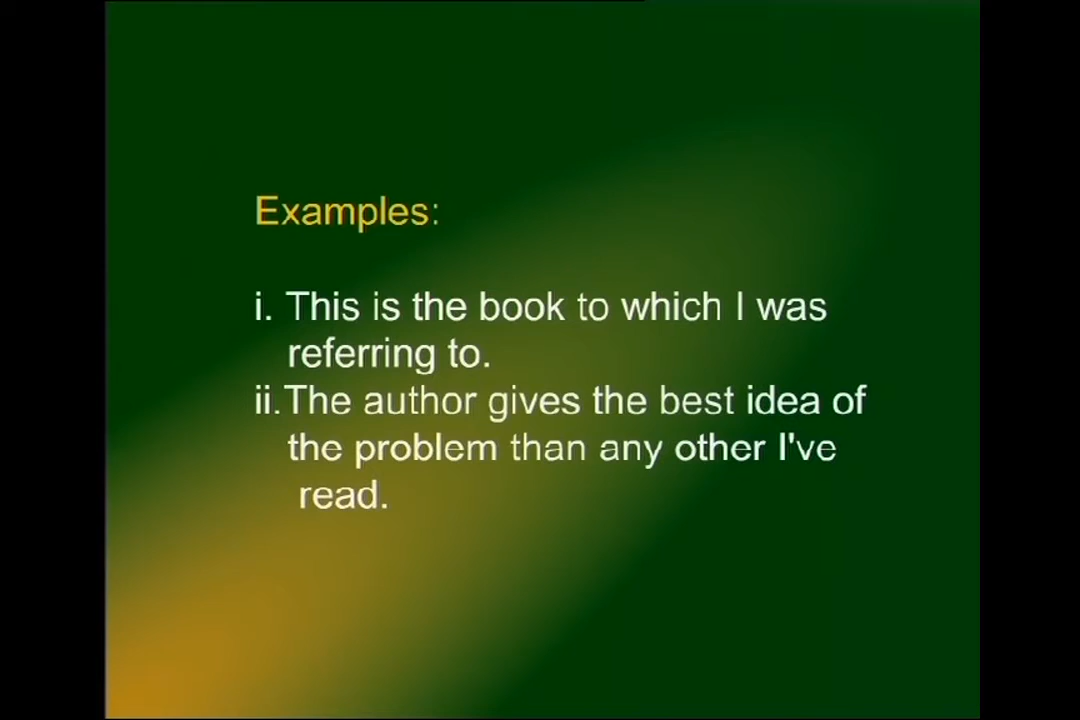 Examples:
i. This is the book to which I was
referring to.
ii.The author gives the best idea of
the problem than any other I've
read.